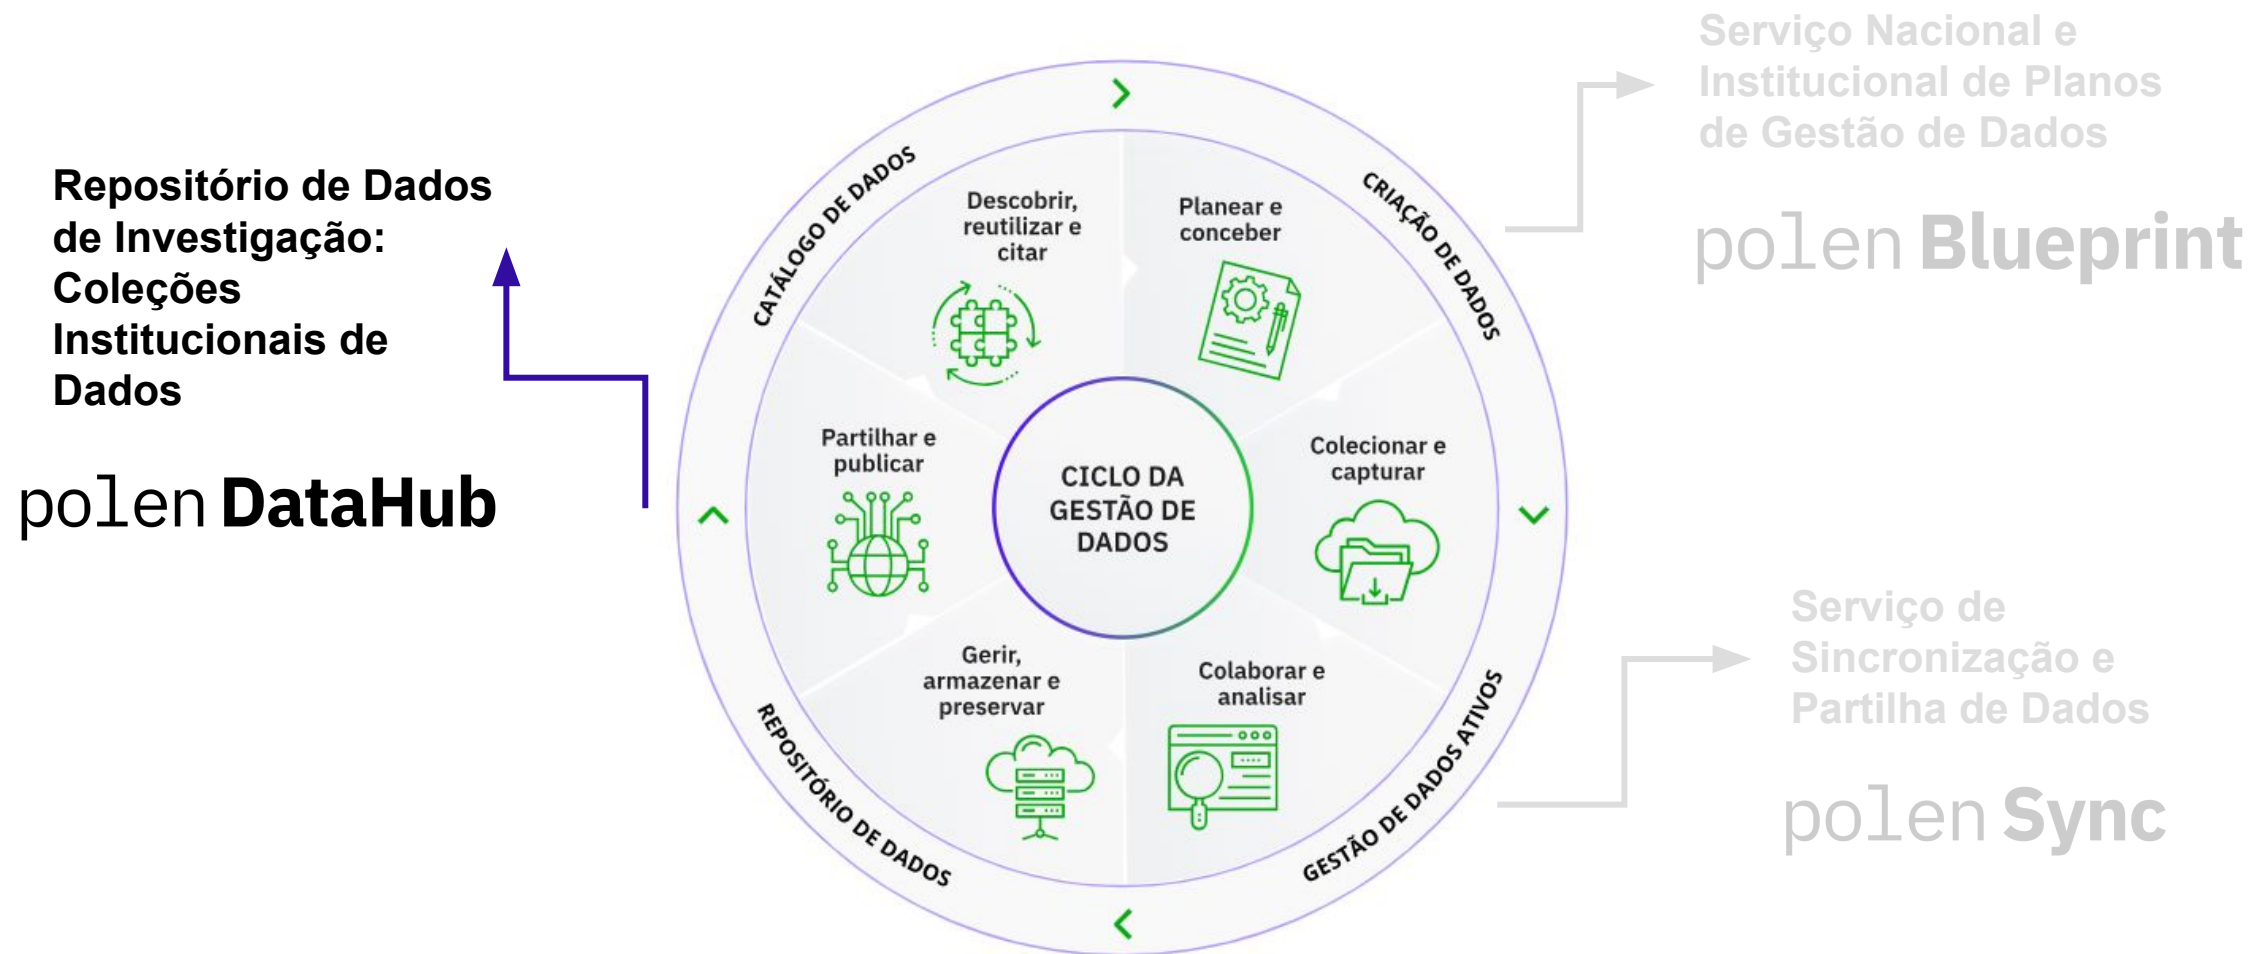 Repositório de Dados
de Investigação:
Coleções
Institucionais de
Dados
polen DataHub
CATÁLOGO DE DADOS
CRIAÇÃO DE DADOS
GESTÃO DE DADOS ATIVOS
REPOSITÓRIO DE DADOS
Descobrir,
reutilizar e
citar
Planear e
conceber
Colecionar e
capturar
Colaborar e
analisar
Gerir,
armazenar e
preservar
Partilhar e
publicar
CICLO DA
GESTÃO DE
DADOS
Serviço Nacional e
Institucional de Planos
de Gestão de Dados
polen Blueprint
Serviço de
Sincronização e
Partilha de Dados
polen Sync